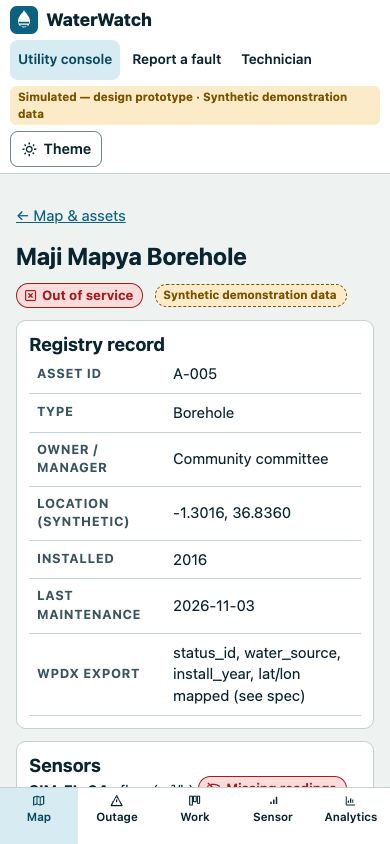 WaterWatch
Utility console
Report a fault
Technician
Simulated — design prototype · Synthetic demonstration
data
Theme
← Map & assets
Maji Mapya Borehole
Out of service
Synthetic demonstration data
Registry record
ASSET ID
A-005
TYPE
Borehole
OWNER /
MANAGER
Community committee
LOCATION
(SYNTHETIC)
-1.3016, 36.8360
INSTALLED
2016
LAST
MAINTENANCE
2026-11-03
WPDX EXPORT
status_id, water_source,
install_year, lat/lon
mapped (see spec)
Sensors
Missing readings
Map
Outage
Work
Sensor
Analytics